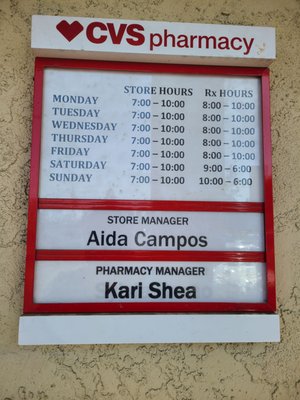 CVS pharmacy
STORE HOURS Rx HOURS
MONDAY 7:00 – 10:00 8:00 – 10:00
TUESDAY 7:00 – 10:00 8:00 – 10:00
WEDNESDAY 7:00 – 10:00 8:00 – 10:00
THURSDAY 7:00 – 10:00 8:00 – 10:00
FRIDAY 7:00 – 10:00 8:00 – 10:00
SATURDAY 7:00 – 10:00 9:00 – 6:00
SUNDAY 7:00 – 10:00 10:00 – 6:00
STORE MANAGER
Aida Campos
PHARMACY MANAGER
Kari Shea